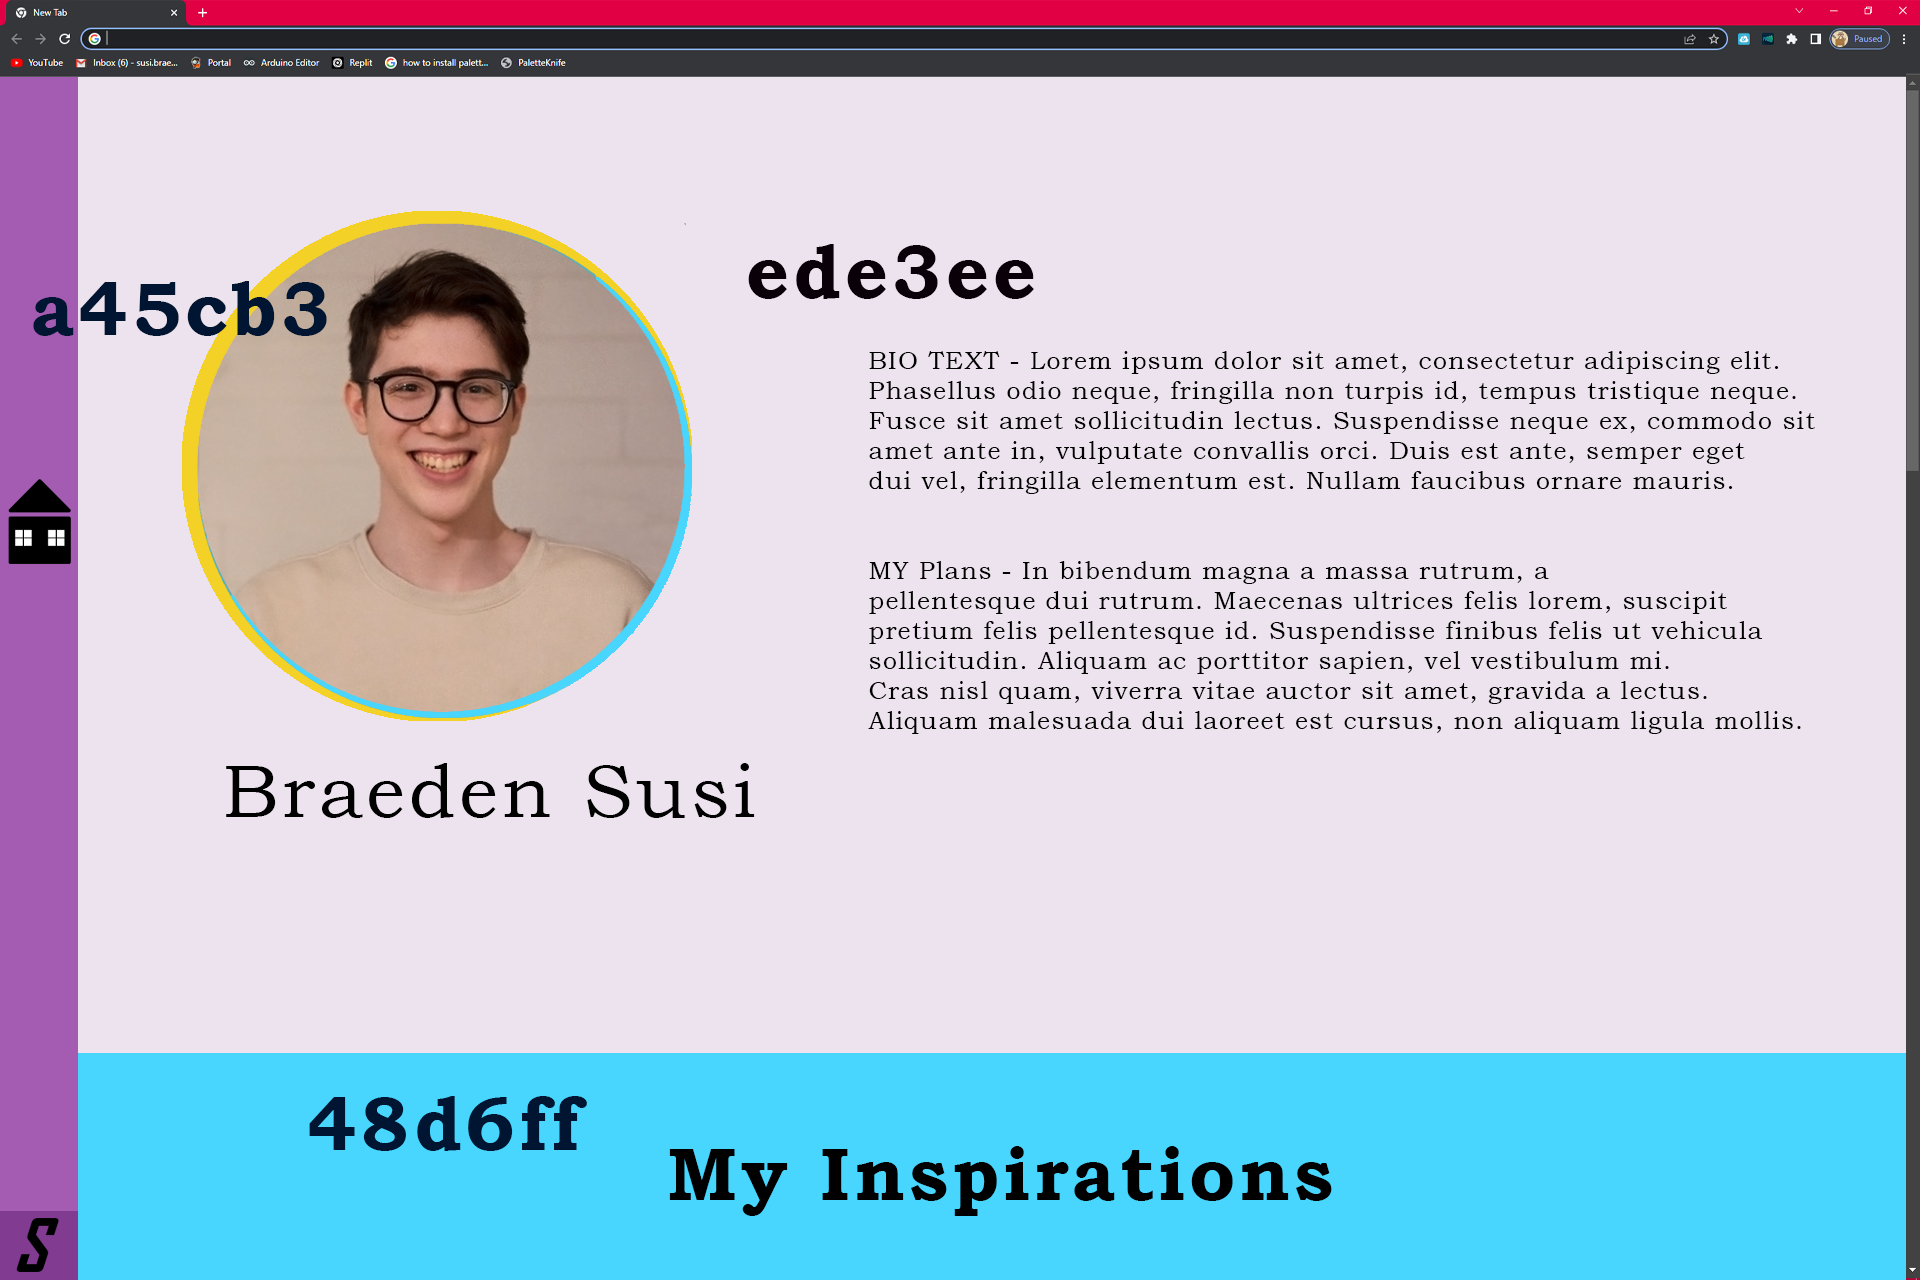 New Tab
YouTube
Inbox (6) - susi.brae...
Portal
Arduino Editor
Replit
how to install palett...
PaletteKnife
Paused
a45cb3
ede3ee
BIO TEXT - Lorem ipsum dolor sit amet, consectetur adipiscing elit.
Phasellus odio neque, fringilla non turpis id, tempus tristique neque.
Fusce sit amet sollicitudin lectus. Suspendisse neque ex, commodo sit
amet ante in, vulputate convallis orci. Duis est ante, semper eget
dui vel, fringilla elementum est. Nullam faucibus ornare mauris.
MY Plans - In bibendum magna a massa rutrum, a
pellentesque dui rutrum. Maecenas ultrices felis lorem, suscipit
pretium felis pellentesque id. Suspendisse finibus felis ut vehicula
sollicitudin. Aliquam ac porttitor sapien, vel vestibulum mi.
Cras nisl quam, viverra vitae auctor sit amet, gravida a lectus.
Aliquam malesuada dui laoreet est cursus, non aliquam ligula mollis.
Braeden Susi
48d6ff
My Inspirations
S